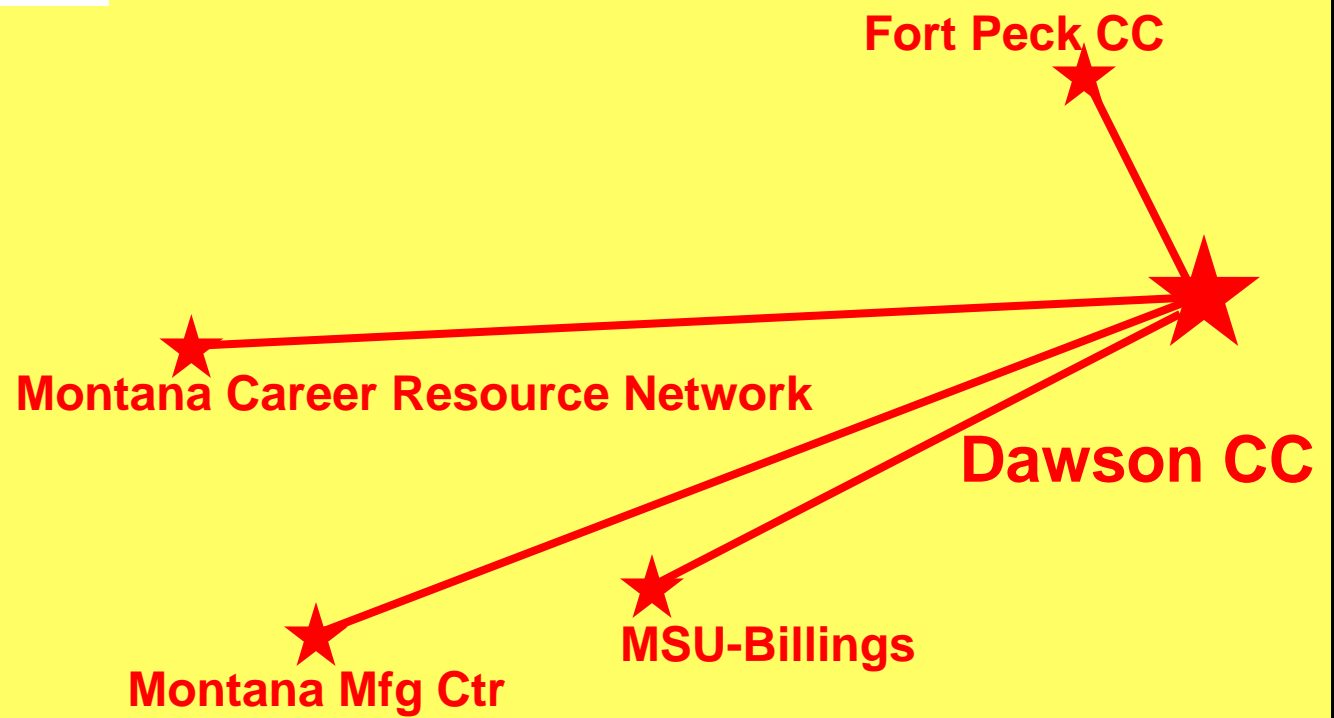 Fort Peck CC
Montana Career Resource Network
Dawson CC
MSU-Billings
Montana Mfg Ctr